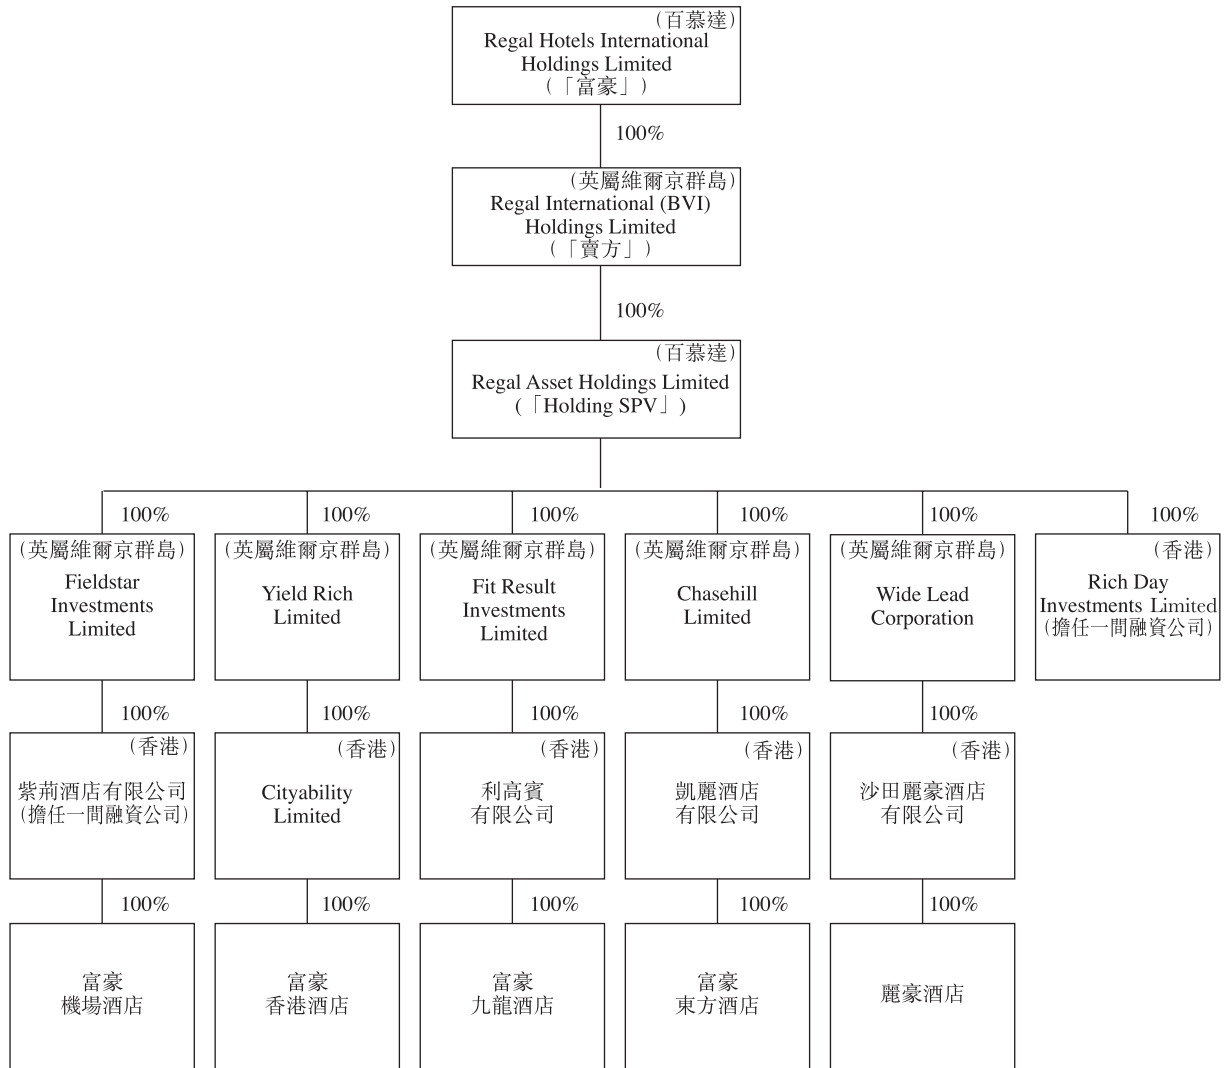 (百慕達)
Regal Hotels International
Holdings Limited
(「富豪」)
100%
(英屬維爾京群島)
Regal International (BVI)
Holdings Limited
(「賣方」)
100%
(百慕達)
Regal Asset Holdings Limited
(「Holding SPV」)
100%
100%
100%
100%
100%
100%
(英屬維爾京群島)
Fieldstar
Investments
Limited
(英屬維爾京群島)
Yield Rich
Limited
(英屬維爾京群島)
Fit Result
Investments
Limited
(英屬維爾京群島)
Chasehill
Limited
(英屬維爾京群島)
Wide Lead
Corporation
(香港)
Rich Day
Investments Limited
(擔任一間融資公司)
100%
100%
100%
100%
100%
(香港)
紫荊酒店有限公司
(擔任一間融資公司)
(香港)
Cityability
Limited
(香港)
利高賓
有限公司
(香港)
凱麗酒店
有限公司
(香港)
沙田麗豪酒店
有限公司
100%
100%
100%
100%
100%
富豪
機場酒店
富豪
香港酒店
富豪
九龍酒店
富豪
東方酒店
麗豪酒店